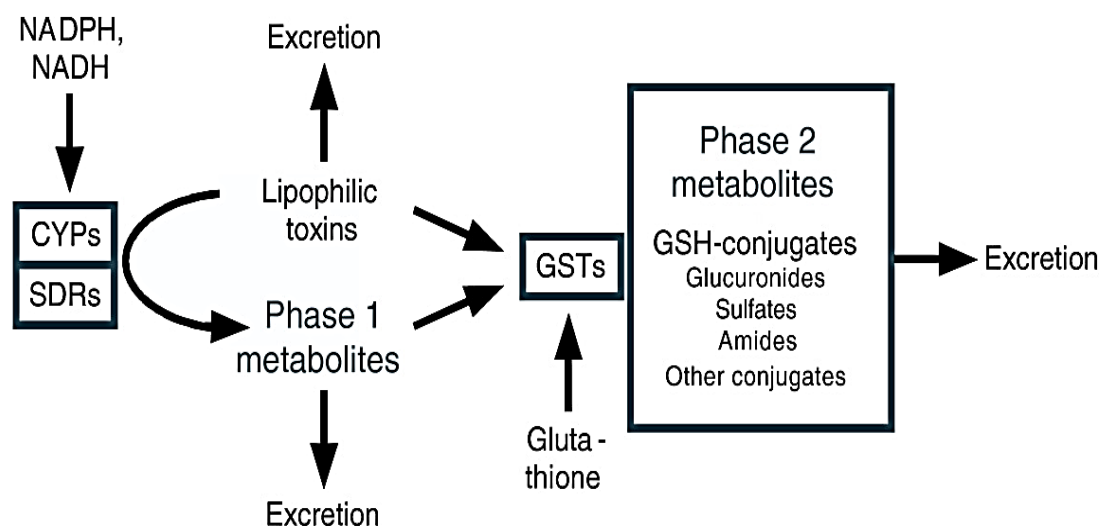 NADPH,
NADH
CYPs
SDRs
Excretion
Lipophilic
toxins
Phase 1
metabolites
Excretion
GSTs
Gluta -
thione
Phase 2
metabolites
GSH-conjugates
Glucuronides
Sulfates
Amides
Other conjugates
Excretion